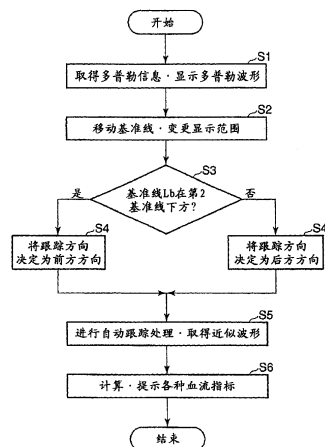 开始
S1
取得多普勒信息·显示多普勒波形
S2
移动基准线·变更显示范围
S3
基准线Lb在第2
基准线下方?
是
否
S4
将跟踪方向
决定为前方方向
S4
将跟踪方向
决定为后方方向
S5
进行自动跟踪处理·取得近似波形
S6
计算·提示各种血流指标
结束